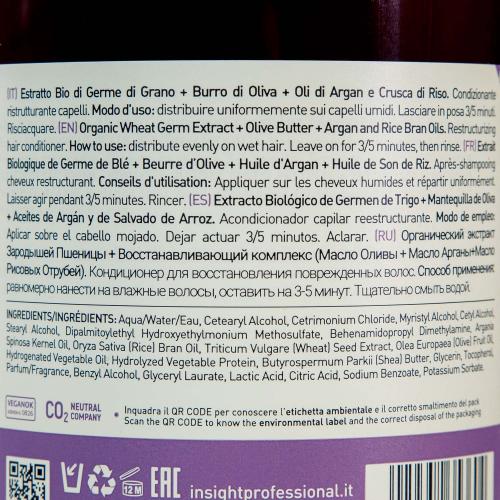 (IT) Estratto Bio di Germe di Grano + Burro di Oliva + Oli di Argan e Crusca di Riso. Condizionante
ristrutturante capelli. Modo d'uso: distribuire uniformemente sui capelli umidi. Lasciare in posa 3/5 minuti.
Risciacquare. (EN) Organic Wheat Germ Extract + Olive Butter + Argan and Rice Bran Oils. Restructurizing
hair conditioner. How to use: distribute evenly on wet hair. Leave on for 3/5 minutes, then rinse. (FR) Extrait
Biologique de Germe de Blé + Beurre d'Olive + Huile d'Argan + Huile de Son de Riz. Après-shampooing
cheveux restructurant. Conseils d'utilisation: Appliquer sur les cheveux humides et répartir uniformément.
Laisser agir pendant 3/5 minutes. Rincer. (ES) Extracto Biológico de Germen de Trigo + Mantequilla de Oliva
+ Aceites de Argán y de Salvado de Arroz. Acondicionador capilar reestructurante. Modo de empleo:
Aplicar sobre el cabello mojado. Dejar actuar 3/5 minutos. Aclarar. (RU) Органический экстракт
Зародышей Пшеницы + Восстанавливающий комплекс (Масло Оливы + Масло Арганы+Масло
Рисовых Отрубей). Кондиционер для восстановления поврежденных волос. Способ применения:
равномерно нанести на влажные волосы, оставить на 3-5 минут. Тщательно смыть водой.
INGREDIENTS/INGRÉDIENTS: Aqua/Water/Eau, Cetearyl Alcohol, Cetrimonium Chloride, Myristyl Alcohol, Cetyl Alcohol,
Stearyl Alcohol, Dipalmitoylethyl Hydroxyethylmonium Methosulfate, Behenamidopropyl Dimethylamine, Argania
Spinosa Kernel Oil, Oryza Sativa (Rice) Bran Oil, Triticum Vulgare (Wheat) Seed Extract, Olea Europaea (Olive) Fruit Oil,
Hydrogenated Vegetable Oil, Hydrolyzed Vegetable Protein, Butyrospermum Parkii (Shea) Butter, Glycerin, Tocopherol,
Parfum/Fragrance, Benzyl Alcohol, Glyceryl Laurate, Lactic Acid, Citric Acid, Sodium Benzoate, Potassium Sorbate.
VEGANOK
CO2 NEUTRAL COMPANY
• Inquadra il QR CODE per conoscere l'etichetta ambientale e il corretto smaltimento del pack
Scan the QR CODE to know the environmental label and the correct disposal of the packaging
12 M
EAC
insightprofessional.it